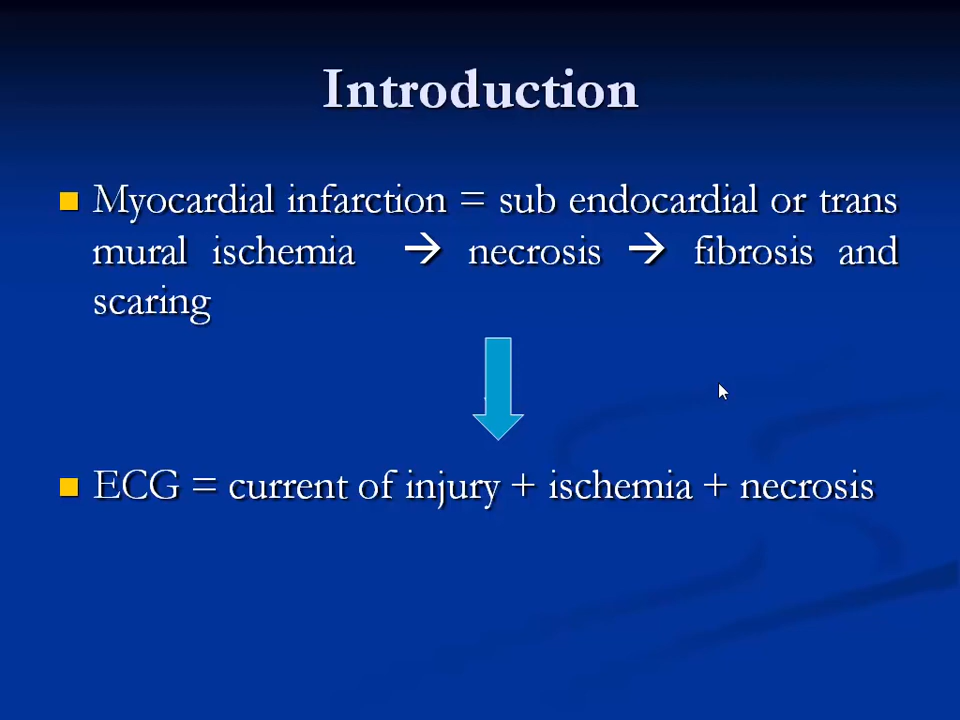 Introduction
Myocardial infarction = sub endocardial or trans
mural ischemia → necrosis → fibrosis and
scaring
ECG = current of injury + ischemia + necrosis